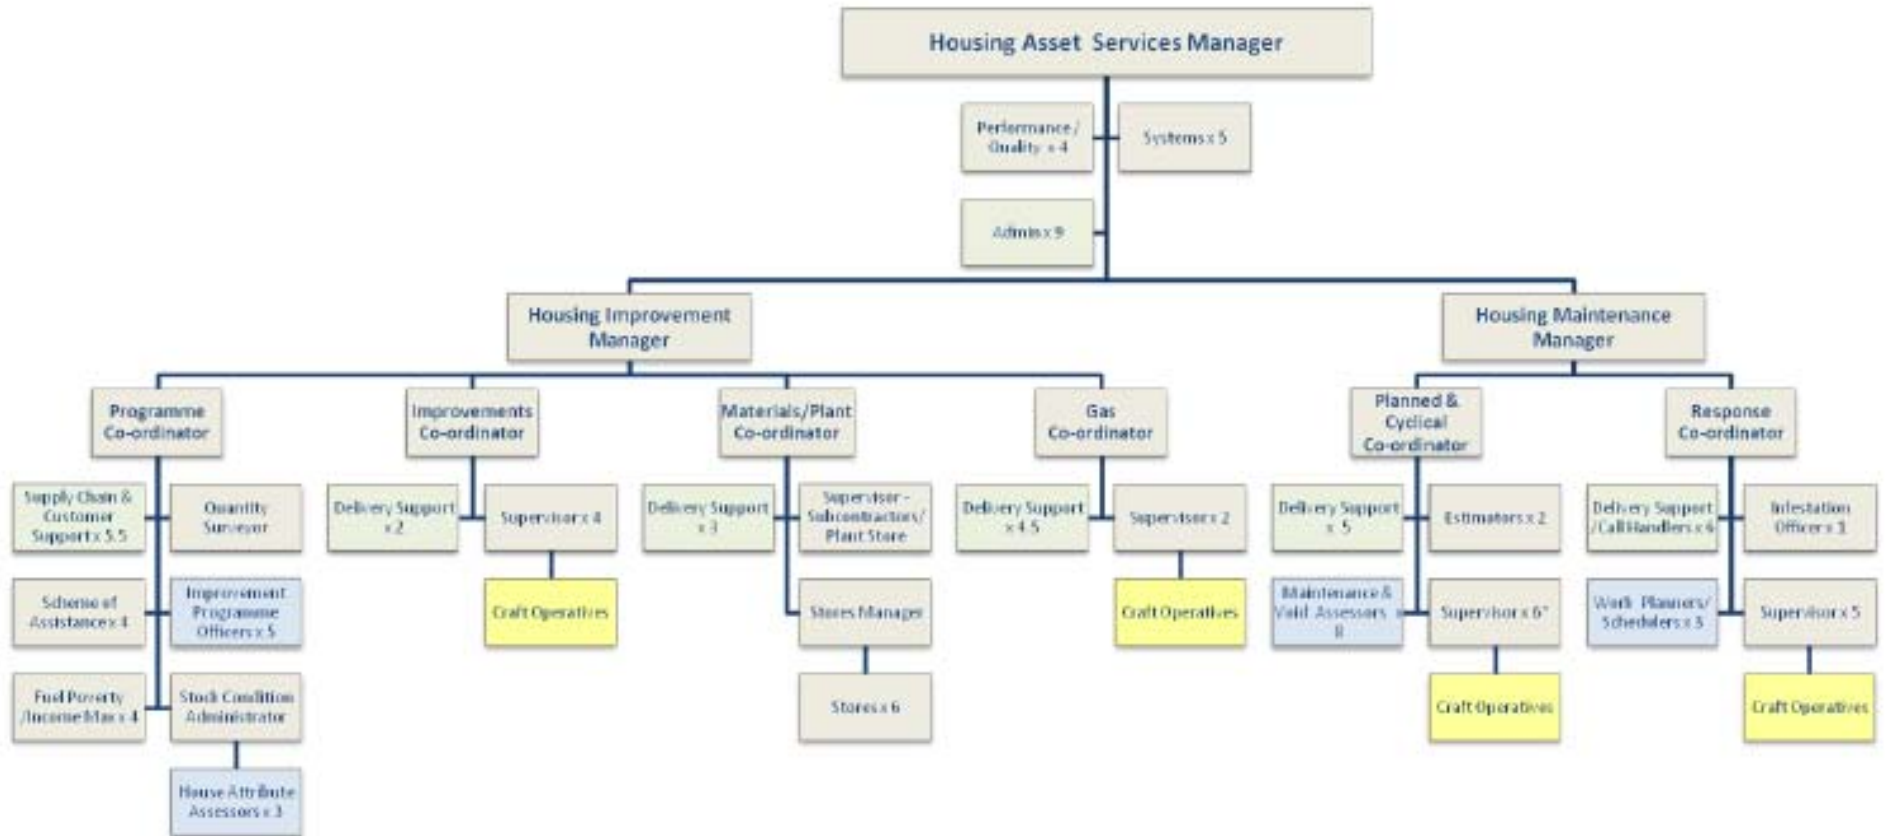 Housing Asset Services Manager
Performance /
Quality x 4
Systems x 5
Admin x 9
Housing Improvement
Manager
Housing Maintenance
Manager
Programme
Co-ordinator
Improvements
Co-ordinator
Materials/Plant
Co-ordinator
Gas
Co-ordinator
Planned &
Cyclical
Co-ordinator
Response
Co-ordinator
Supply Chain &
Customer
Support x 5.5
Quantity
Surveyor
Delivery Support
x 2
Supervisor x 4
Delivery Support
x 3
Supervisor -
Subcontractors/
Plant Store
Delivery Support
x 4.5
Supervisor x 2
Delivery Support
x 5
Estimators x 2
Delivery Support
/Call Handlers x
Infestation
Officer x 1
Scheme of
Assistance x 4
Improvement
Programme
Officers x 5
Craft Operatives
Stores Manager
Craft Operatives
Maintenance &
Void Assessors x
8
Supervisor x 6*
Work Planners/
Schedulers x 3
Supervisor x 5
Fuel Poverty
/Income Max x 4
Stock Condition
Administrator
Stores x 6
Craft Operatives
Craft Operatives
House Attribute
Assessors x 3